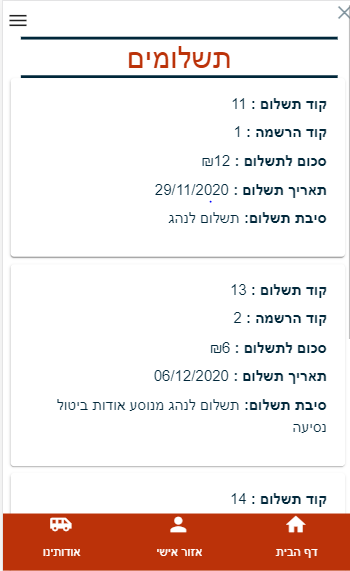 תשלומים
קוד תשלום : 11
קוד הרשמה : 1
סכום לתשלום : 12₪
תאריך תשלום : 29/11/2020
סיבת תשלום: תשלום לנהג
קוד תשלום : 13
קוד הרשמה : 2
סכום לתשלום : 6₪
תאריך תשלום : 06/12/2020
סיבת תשלום: תשלום לנהג מנוסע אודות ביטול
נסיעה
קוד תשלום : 14
דף הבית
אזור אישי
אודותינו